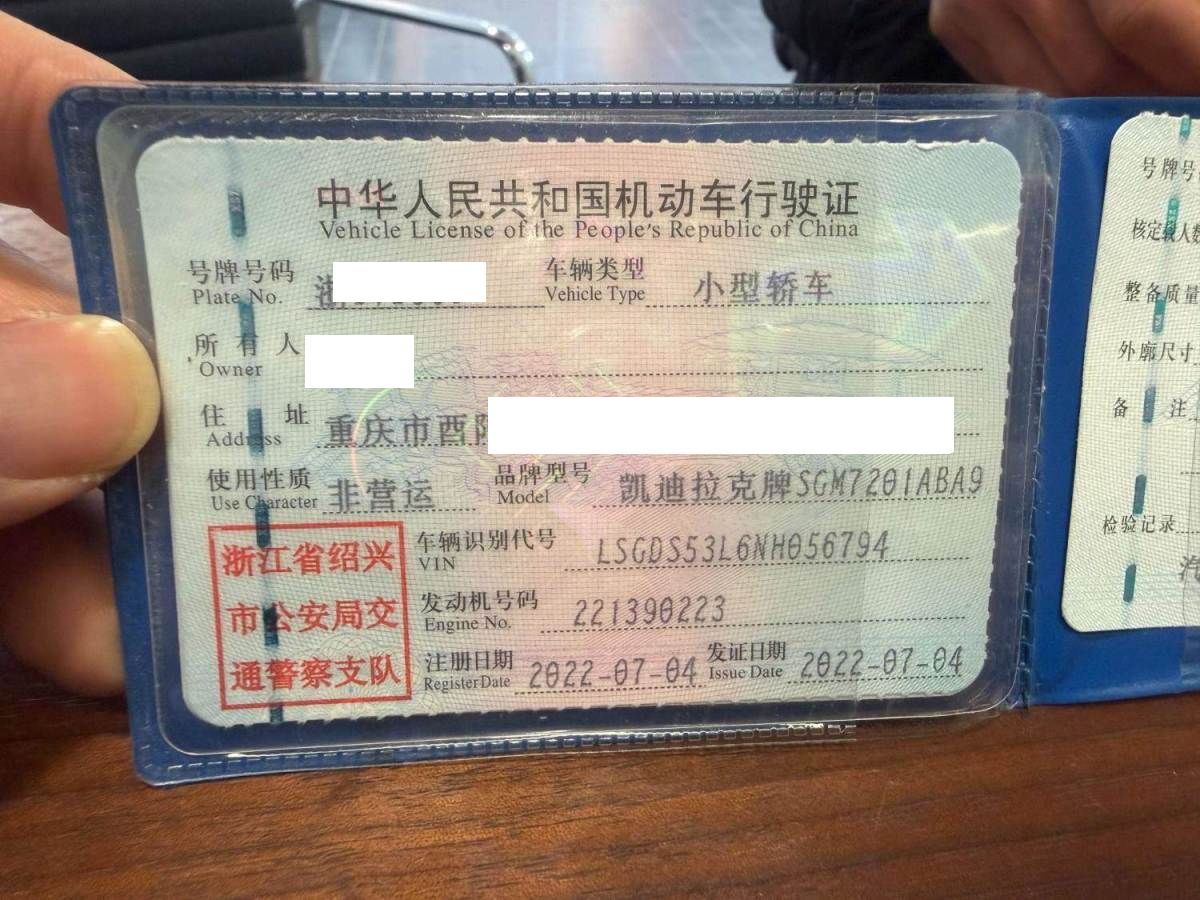 中华人民共和国机动车行驶证
Vehicle License of the People's Republic of China
号牌号码 浙 车辆类型 小型轿车
Plate No. Vehicle Type
所有人
Owner
住址 重庆市酉阳
Address
使用性质 非营运 品牌型号 凯迪拉克牌SGM7201ABA9
Use Character Model
浙江省绍兴
市公安局交
通警察支队
车辆识别代号 LSGDS53L6NH056794
VIN
发动机号码 221390223
Engine No.
注册日期 2022-07-04 发证日期 2022-07-04
Register Date Issue Date
号牌号
核定载人数
整备质量
外廓尺寸
备注
检验记录